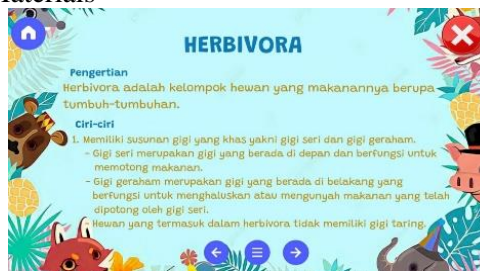 Materials
HERBIVORA
Pengertian
Herbivora adalah kelompok hewan yang makanannya berupa
tumbuh-tumbuhan.
Ciri-ciri
1. Memiliki susunan gigi yang khas yakni gigi seri dan gigi geraham.
- Gigi seri merupakan gigi yang berada di depan dan berfungsi untuk
memotong makanan.
- Gigi geraham merupakan gigi yang berada di belakang yang
berfungsi untuk menghaluskan atau mengunyah makanan yang telah
dipotong oleh gigi seri.
- Hewan yang termasuk dalam herbivora tidak memiliki gigi taring.